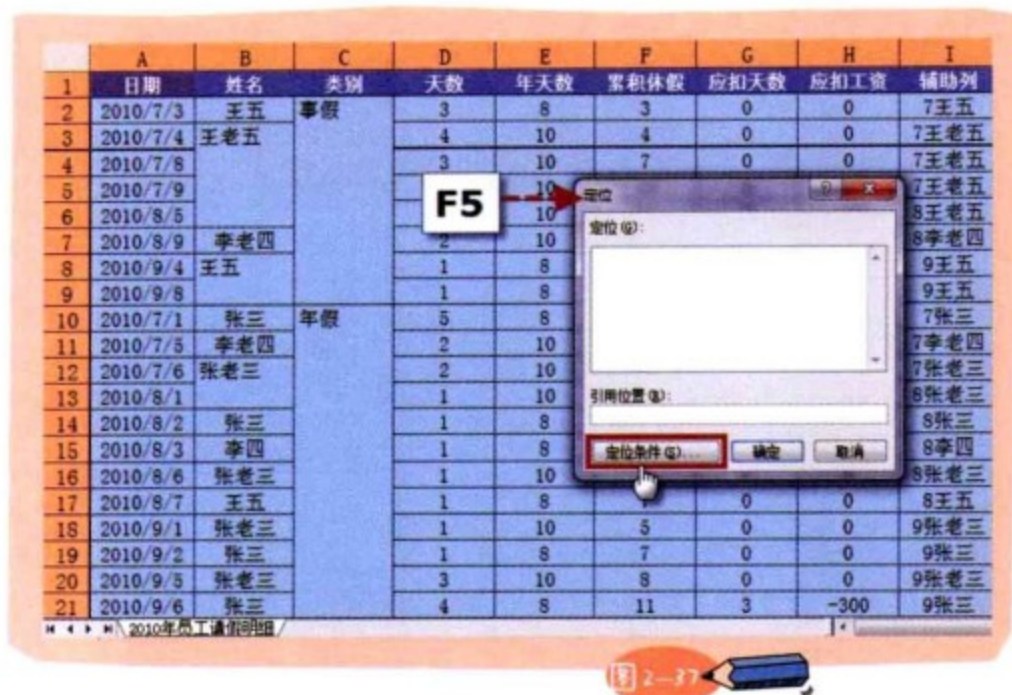 A B C D E F G H I
1 日期 姓名 类别 天数 年天数 累积休假 应扣天数 应扣工资 辅助列
2 2010/7/3 王五 事假 3 8 3 0 0 7王五
3 2010/7/4 王老五 4 10 4 0 0 7王老五
4 2010/7/8 3 10 7 0 0 7王老五
5 2010/7/9 10 7王老五
6 2010/8/5 10 8王老五
7 2010/8/9 李老四 2 10 8李老四
8 2010/9/4 王五 1 8 9王五
9 2010/9/8 1 8 9王五
10 2010/7/1 张三 年假 5 8 7张三
11 2010/7/5 李老四 2 10 7李老四
12 2010/7/6 张老三 2 10 7张老三
13 2010/8/1 1 10 8张老三
14 2010/8/2 张三 1 8 8张三
15 2010/8/3 李四 1 8 8李四
16 2010/8/6 张老三 1 10 8张老三
17 2010/8/7 王五 1 8 0 0 8王五
18 2010/9/1 张老三 1 10 5 0 0 9张老三
19 2010/9/2 张三 1 8 7 0 0 9张三
20 2010/9/5 张老三 3 10 8 0 0 9张老三
21 2010/9/6 张三 4 8 11 3 -300 9张三
F5
定位
定位(G):
引用位置(R):
定位条件(S)... 确定 取消
2010年员工请假明细
图 2-37